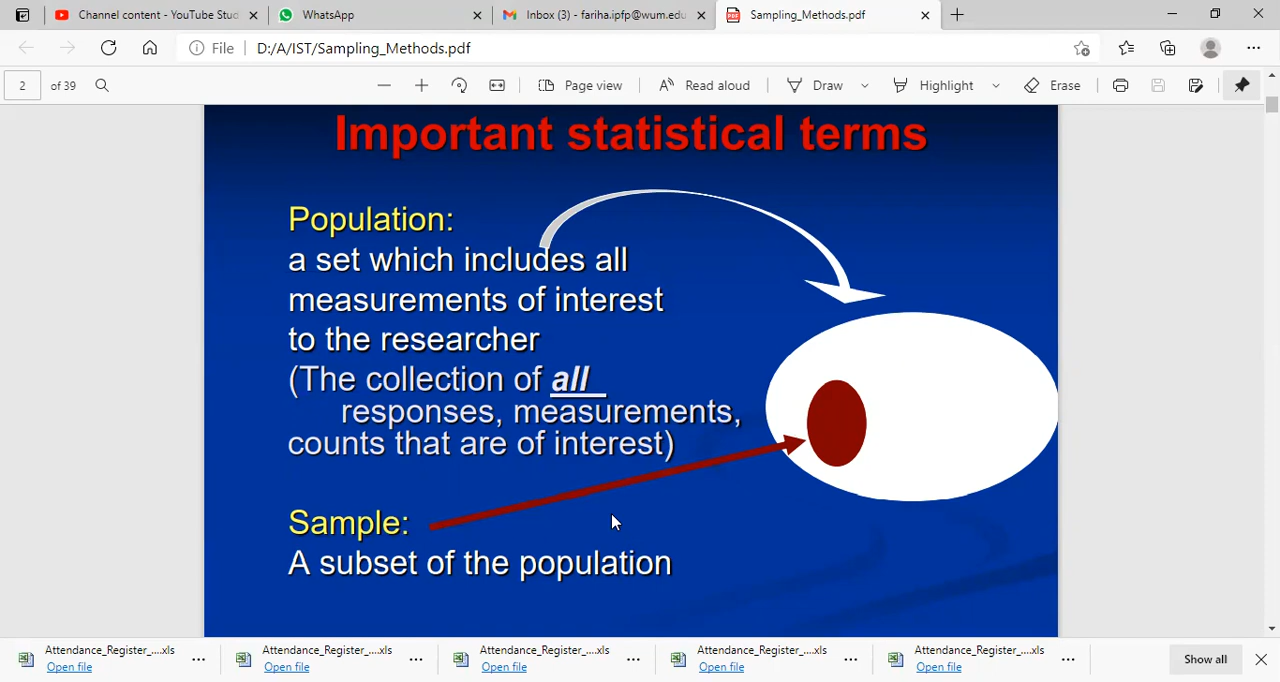 Channel content - YouTube Stud
WhatsApp
Inbox (3) - fariha.ipfp@wum.edu.
Sampling_Methods.pdf
File D:/A/IST/Sampling_Methods.pdf
2 of 39 Page view Read aloud Draw Highlight Erase
Important statistical terms
Population:
a set which includes all
measurements of interest
to the researcher
(The collection of all
responses, measurements,
counts that are of interest)
Sample:
A subset of the population
Attendance_Register_....xls
Open file
Attendance_Register_....xls
Open file
Attendance_Register_....xls
Open file
Attendance_Register_....xls
Open file
Attendance_Register_....xls
Open file
Show all